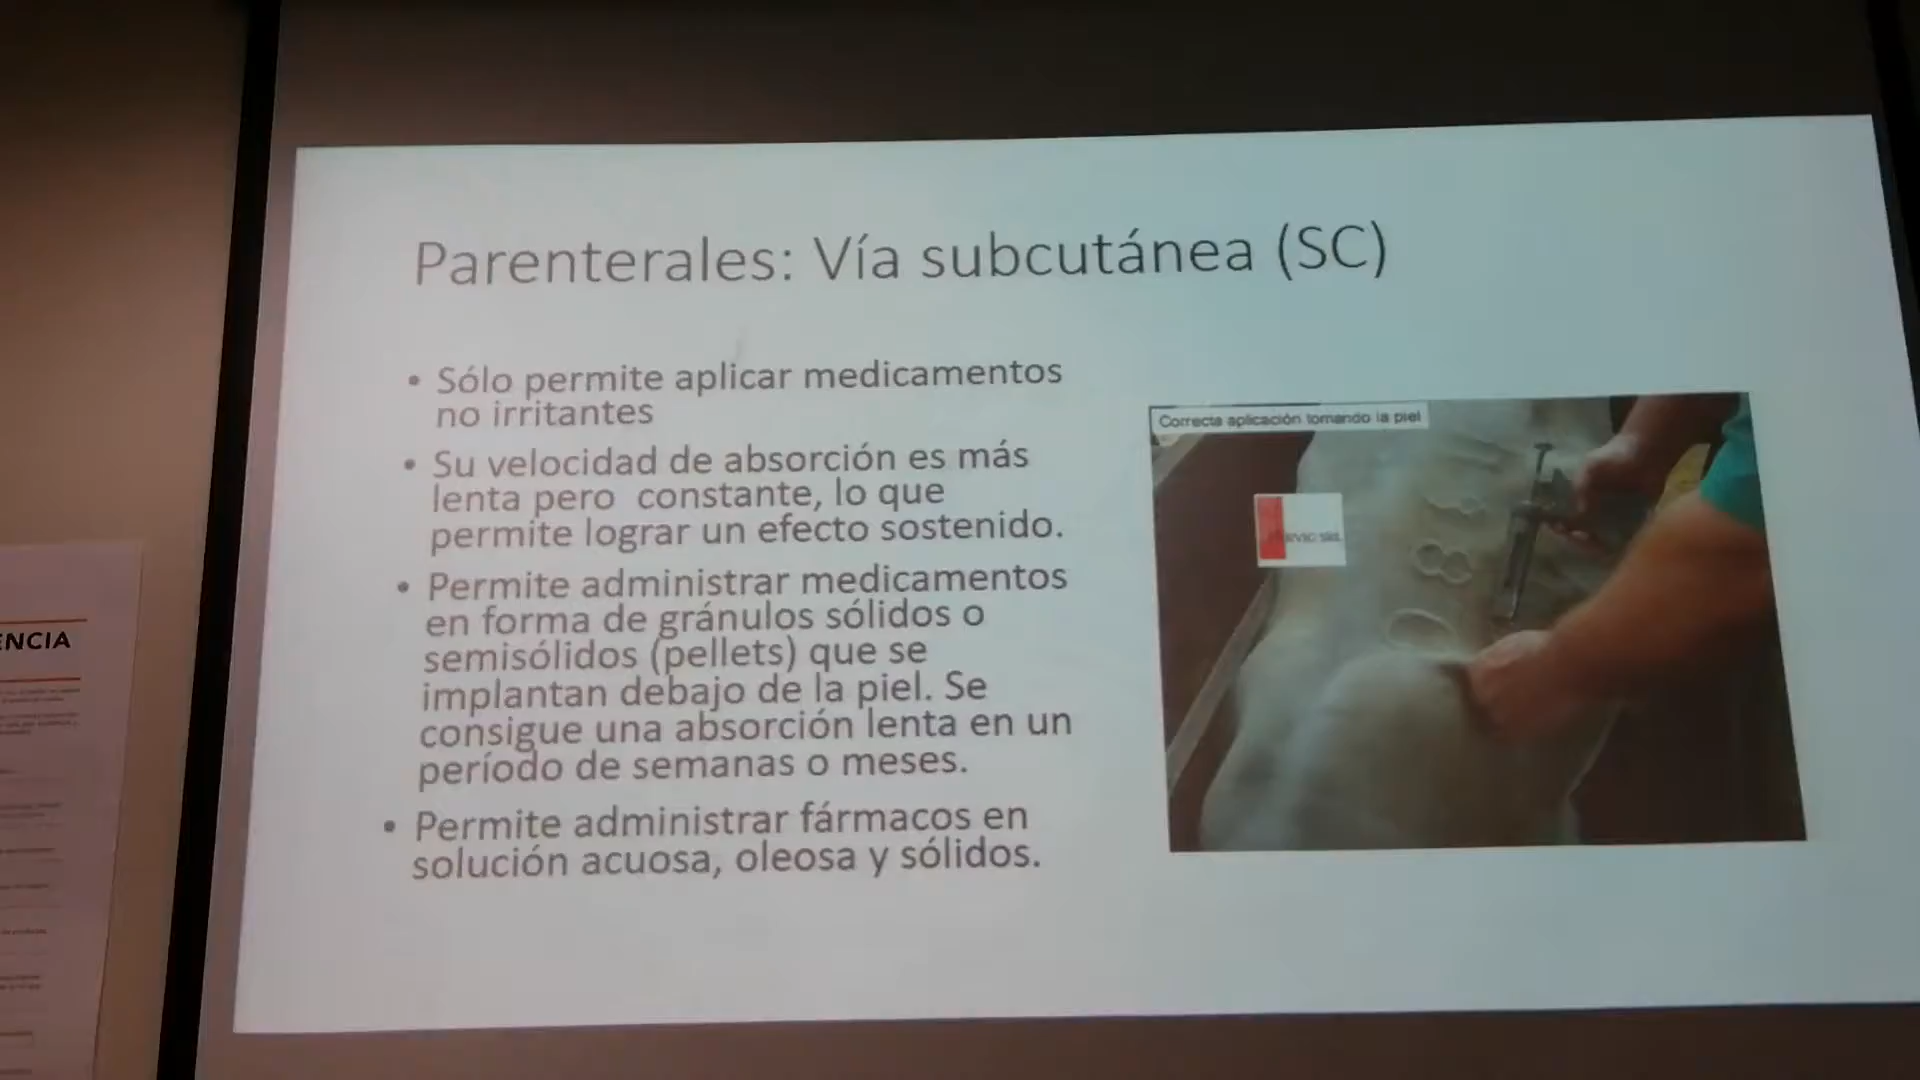 Parenterales: Vía subcutánea (SC)
• Sólo permite aplicar medicamentos
no irritantes
• Su velocidad de absorción es más
lenta pero constante, lo que
permite lograr un efecto sostenido.
• Permite administrar medicamentos
en forma de gránulos sólidos o
semisólidos (pellets) que se
implantan debajo de la piel. Se
consigue una absorción lenta en un
período de semanas o meses.
• Permite administrar fármacos en
solución acuosa, oleosa y sólidos.
Correcta aplicación tomando la piel
ENCIA